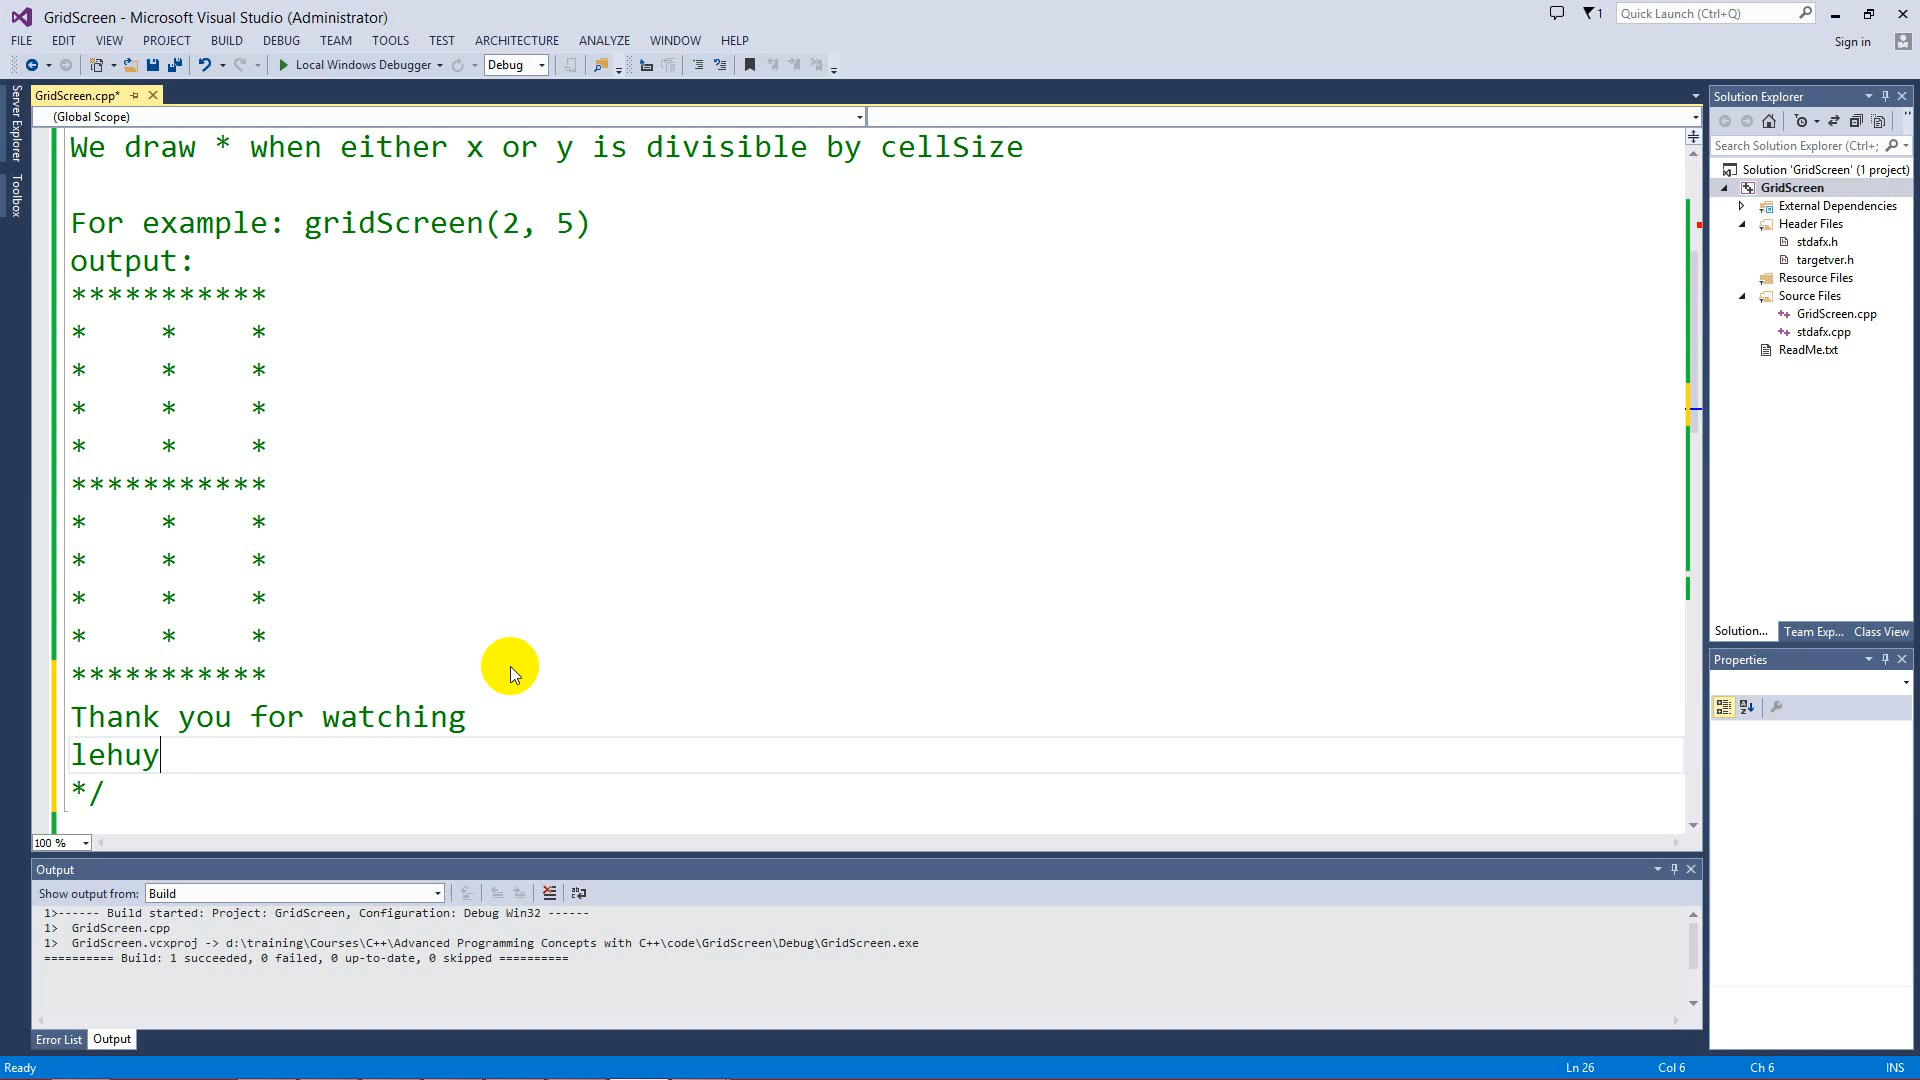 GridScreen - Microsoft Visual Studio (Administrator)
1
Quick Launch (Ctrl+Q)
FILE EDIT VIEW PROJECT BUILD DEBUG TEAM TOOLS TEST ARCHITECTURE ANALYZE WINDOW HELP
Sign in
Local Windows Debugger
Debug
Server Explorer
Toolbox
GridScreen.cpp*
(Global Scope)
We draw * when either x or y is divisible by cellSize
For example: gridScreen(2, 5)
output:
***********
*    *    *
*    *    *
*    *    *
*    *    *
***********
*    *    *
*    *    *
*    *    *
*    *    *
***********
Thank you for watching
lehuy
*/
100 %
Output
Show output from: Build
1>------ Build started: Project: GridScreen, Configuration: Debug Win32 ------
1>  GridScreen.cpp
1>  GridScreen.vcxproj -> d:\training\Courses\C++\Advanced Programming Concepts with C++\code\GridScreen\Debug\GridScreen.exe
========== Build: 1 succeeded, 0 failed, 0 up-to-date, 0 skipped ==========
Error List Output
Solution Explorer
Search Solution Explorer (Ctrl+;
Solution 'GridScreen' (1 project)
GridScreen
External Dependencies
Header Files
stdafx.h
targetver.h
Resource Files
Source Files
GridScreen.cpp
stdafx.cpp
ReadMe.txt
Solution... Team Exp... Class View
Properties
Ready
Ln 26 Col 6 Ch 6 INS